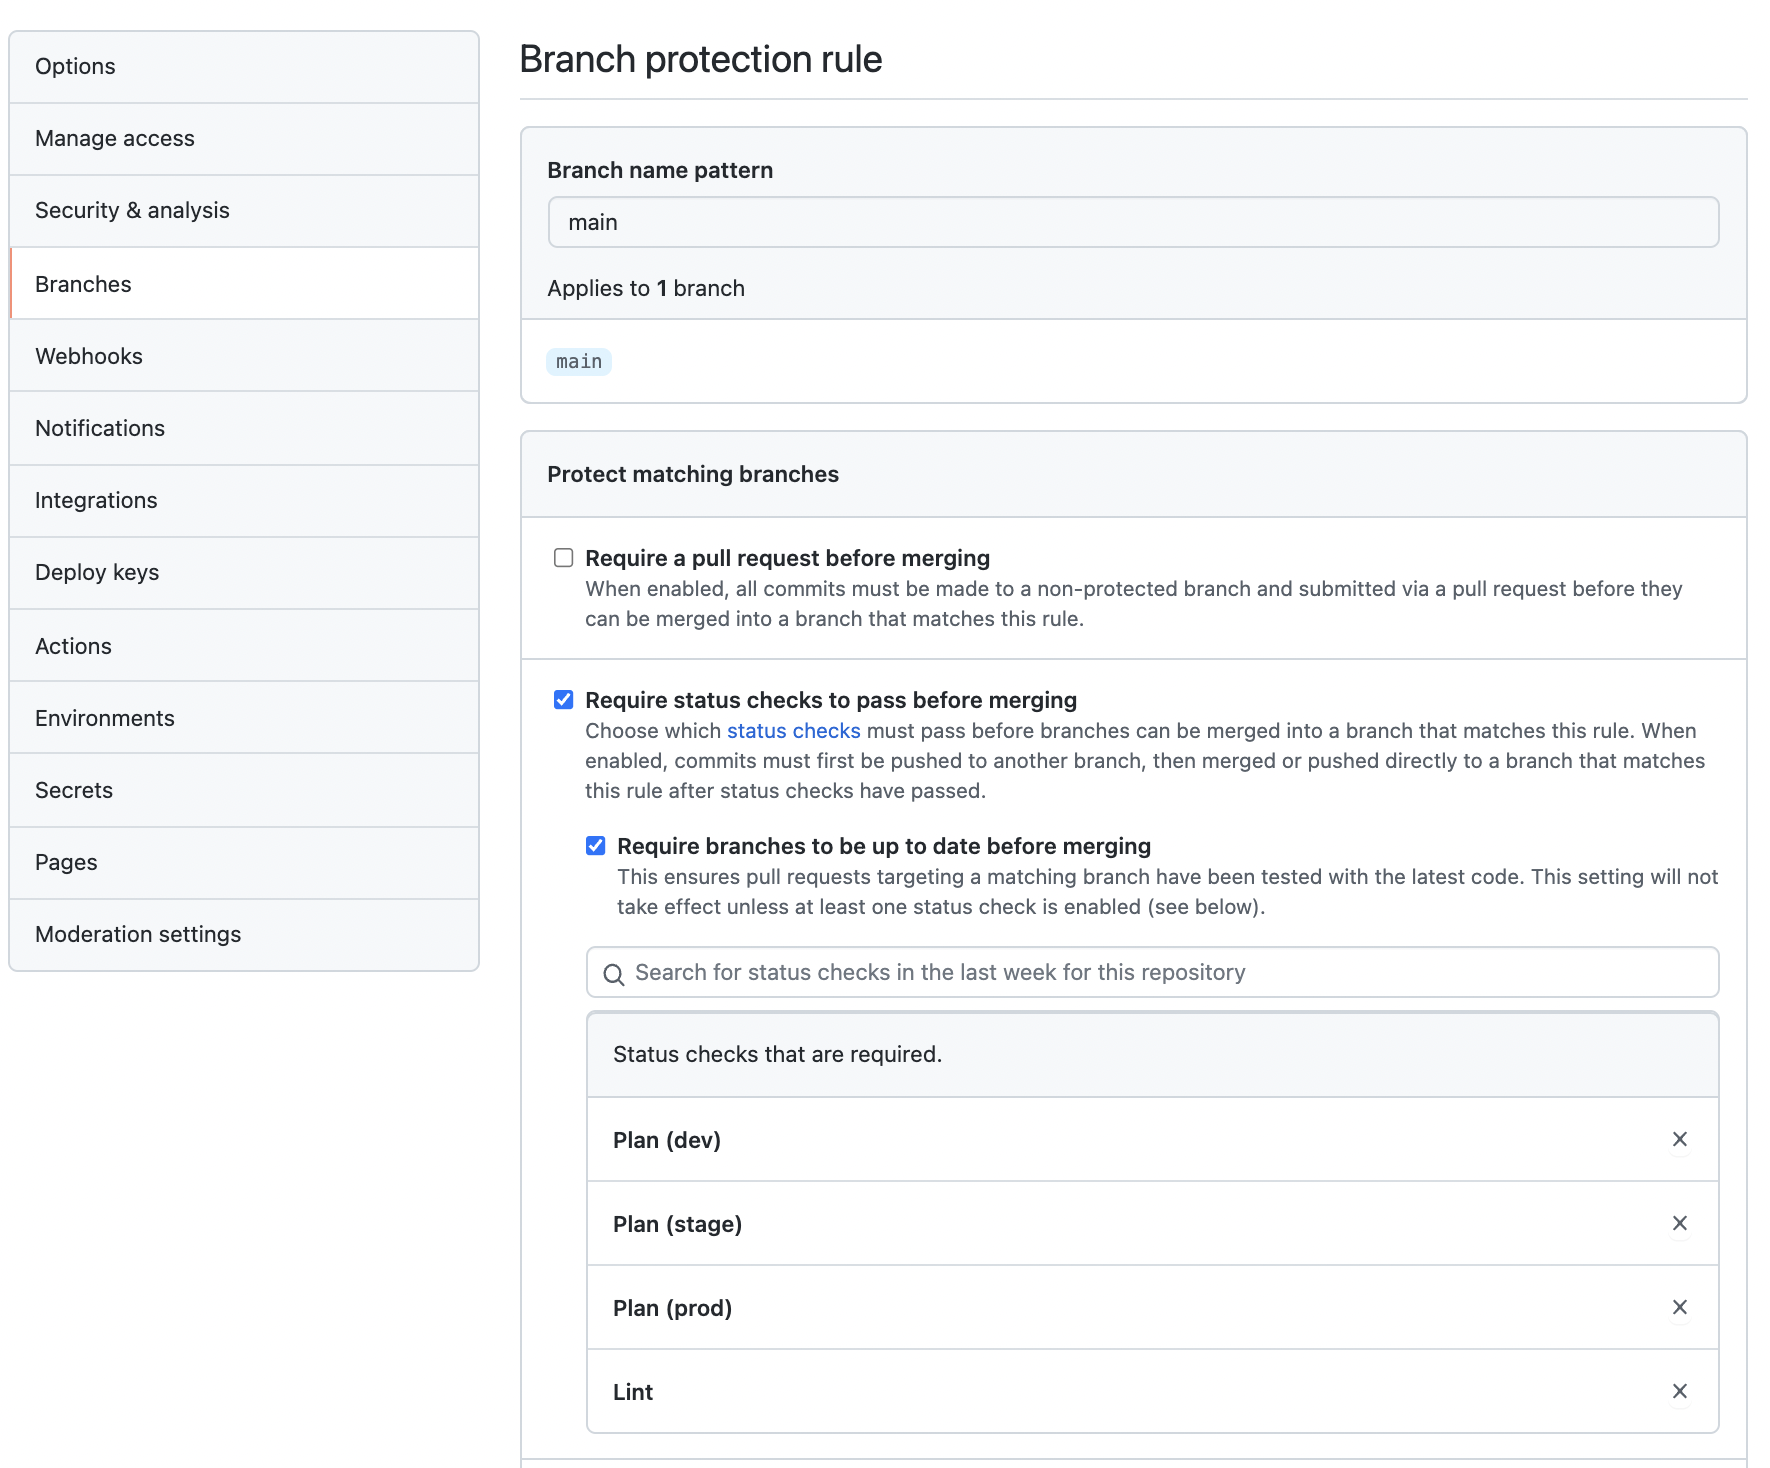 Options
Manage access
Security & analysis
Branches
Webhooks
Notifications
Integrations
Deploy keys
Actions
Environments
Secrets
Pages
Moderation settings
Branch protection rule
Branch name pattern
main
Applies to 1 branch
main
Protect matching branches
Require a pull request before merging
When enabled, all commits must be made to a non-protected branch and submitted via a pull request before they
can be merged into a branch that matches this rule.
Require status checks to pass before merging
Choose which status checks must pass before branches can be merged into a branch that matches this rule. When
enabled, commits must first be pushed to another branch, then merged or pushed directly to a branch that matches
this rule after status checks have passed.
Require branches to be up to date before merging
This ensures pull requests targeting a matching branch have been tested with the latest code. This setting will not
take effect unless at least one status check is enabled (see below).
Search for status checks in the last week for this repository
Status checks that are required.
Plan (dev)
Plan (stage)
Plan (prod)
Lint